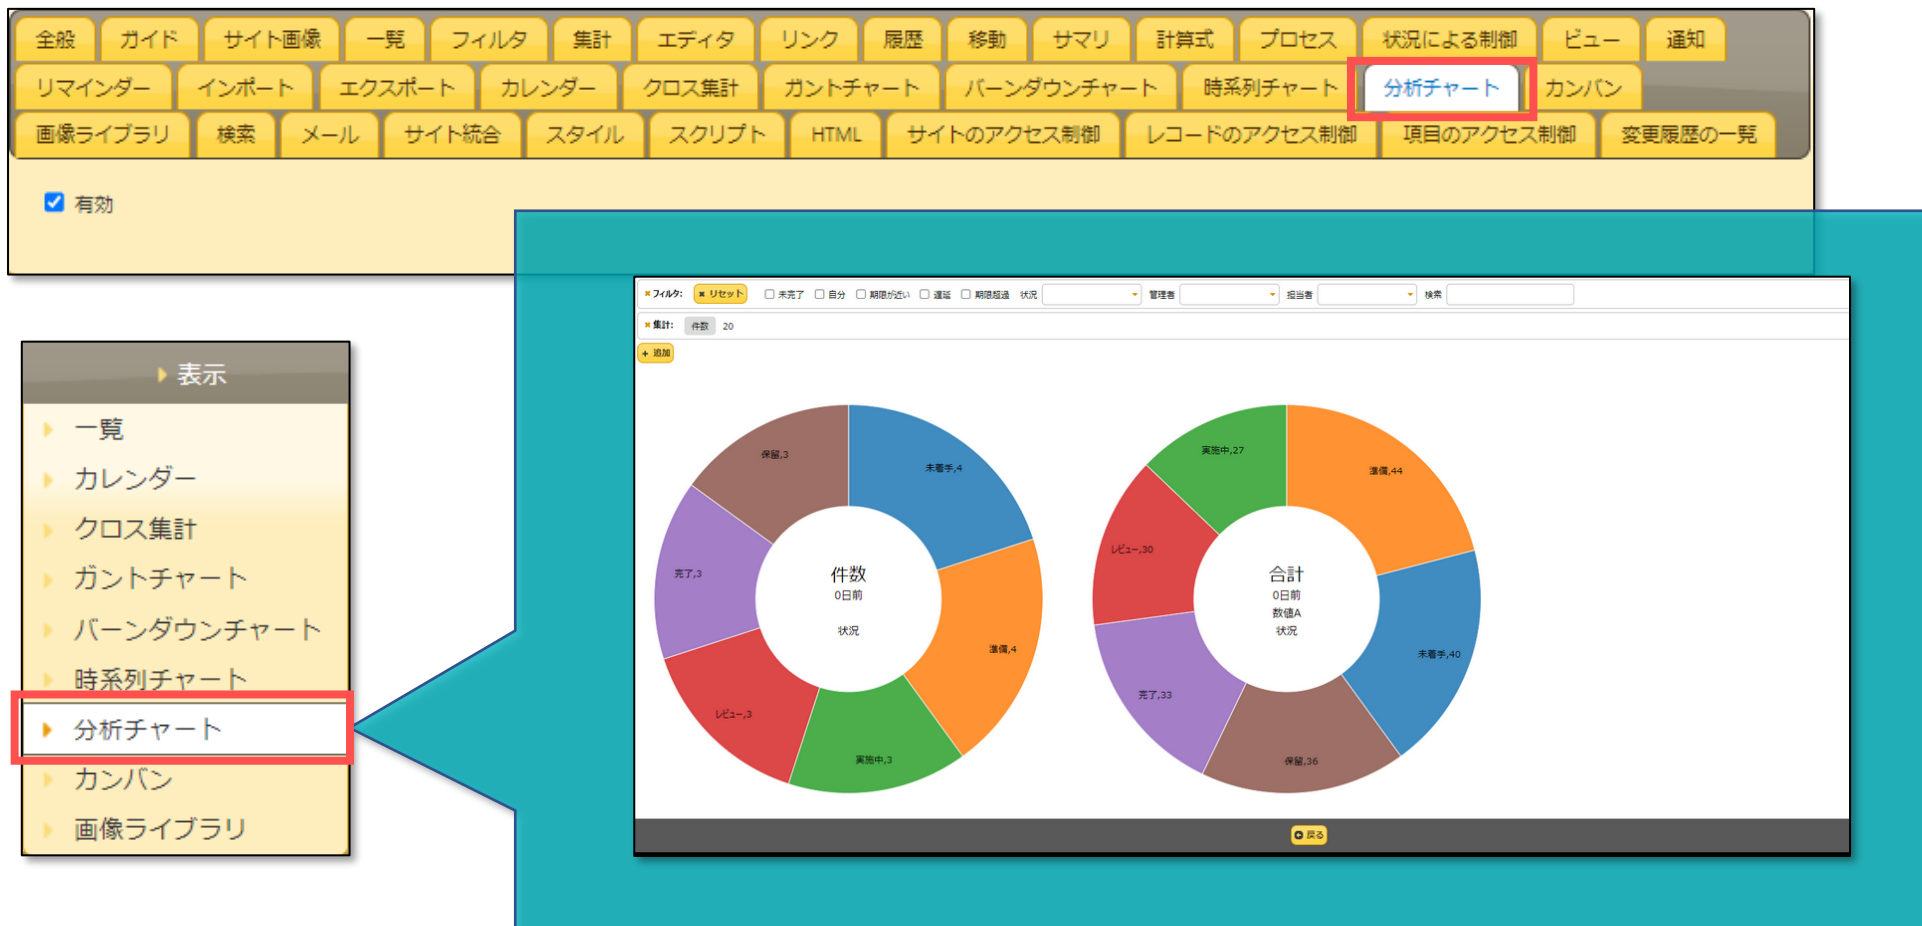 全般 ガイド サイト画像 一覧 フィルタ 集計 エディタ リンク 履歴 移動 サマリ 計算式 プロセス 状況による制御 ビュー 通知
リマインダー インポート エクスポート カレンダー クロス集計 ガントチャート バーンダウンチャート 時系列チャート 分析チャート カンバン
画像ライブラリ 検索 メール サイト統合 スタイル スクリプト HTML サイトのアクセス制御 レコードのアクセス制御 項目のアクセス制御 変更履歴の一覧
有効
表示
一覧
カレンダー
クロス集計
ガントチャート
バーンダウンチャート
時系列チャート
分析チャート
カンバン
画像ライブラリ
フィルタ: リセット 未完了 自分 期限が近い 遅延 期限超過 状況 管理者 担当者 検索
集計: 件数 20
+ 追加
保留,3
未着手,4
完了,3
準備,4
レビュー,3
実施中,3
件数
0日前
状況
実施中,27
準備,44
レビュー,30
未着手,40
完了,33
保留,36
合計
0日前
数値A
状況
戻る